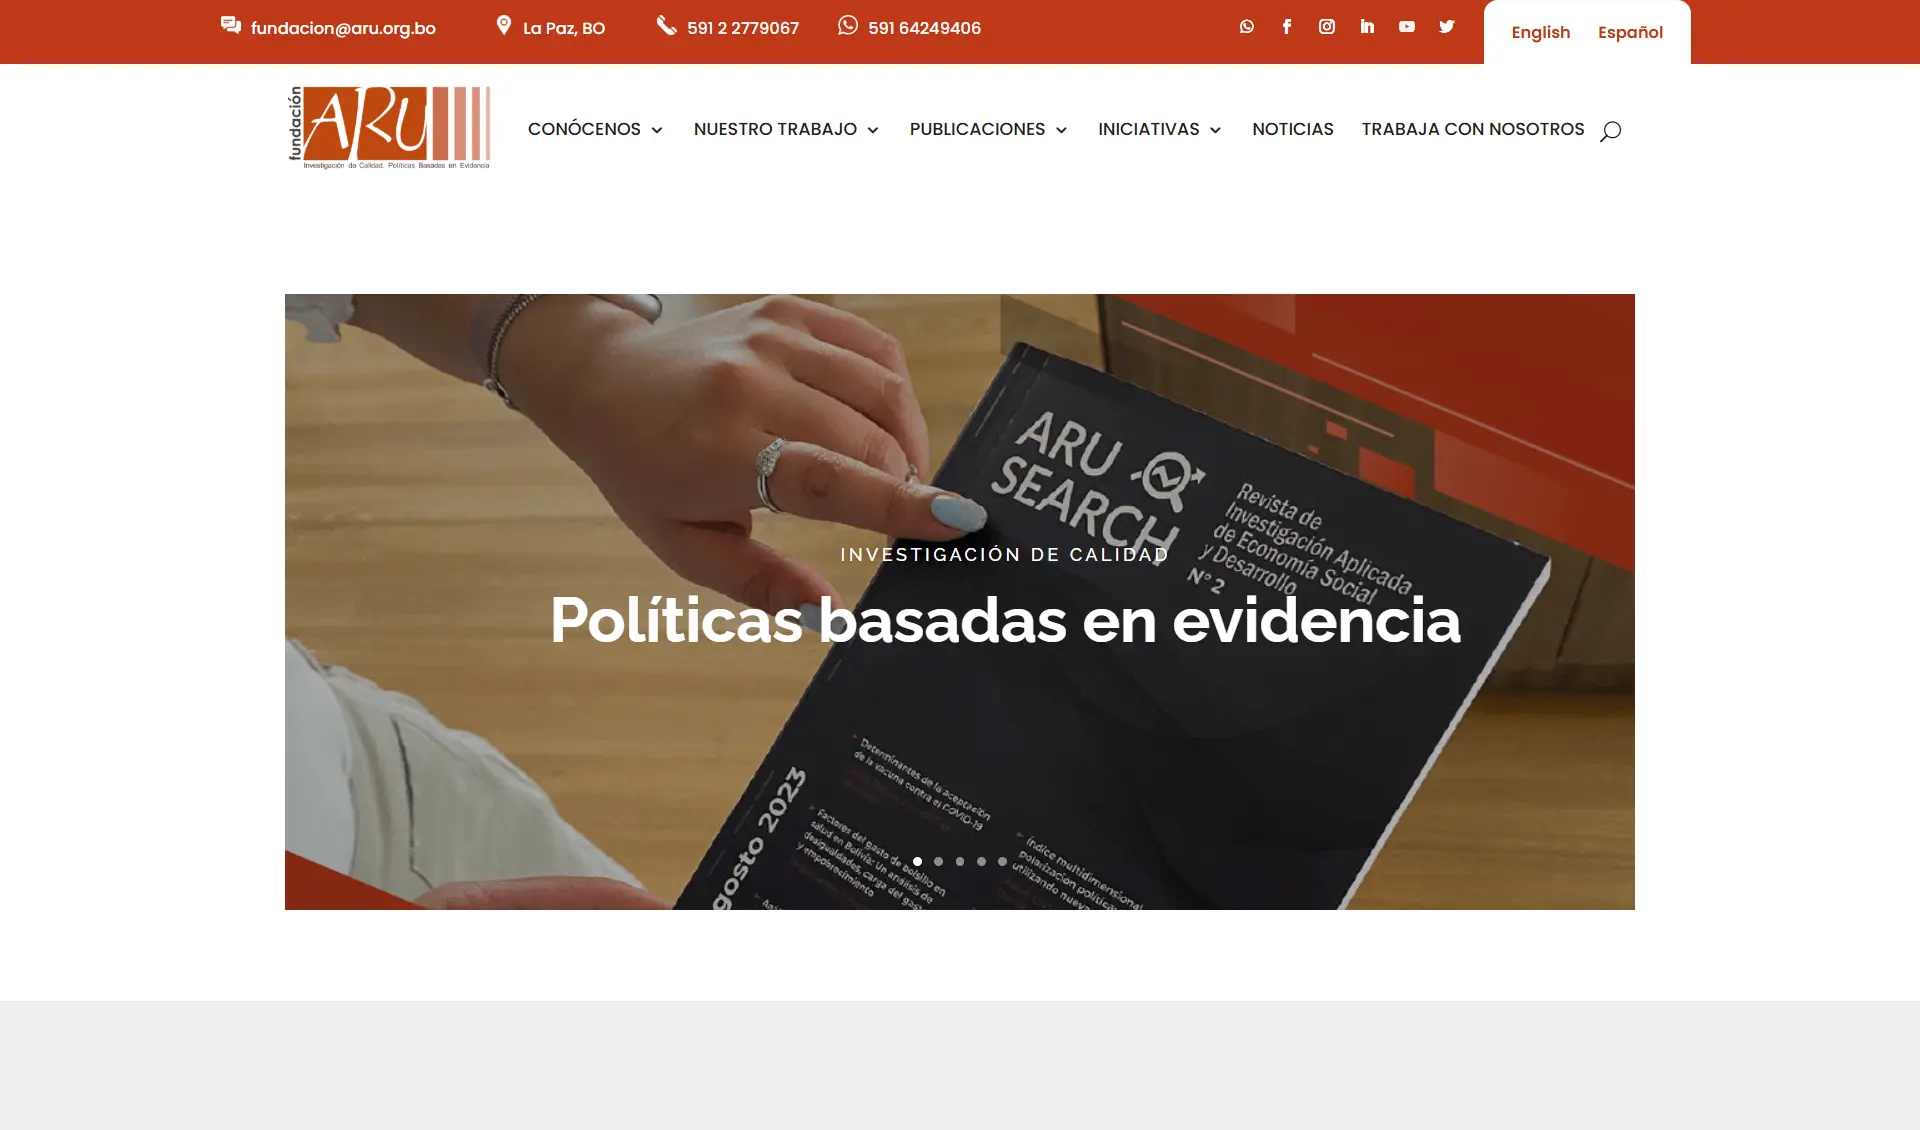 fundacion@aru.org.bo
La Paz, BO
591 2 2779067
591 64249406
English
Español
fundación
ARU
Investigación de Calidad. Políticas Basadas en Evidencia
CONÓCENOS
NUESTRO TRABAJO
PUBLICACIONES
INICIATIVAS
NOTICIAS
TRABAJA CON NOSOTROS
ARU
SEARCH
Revista de
Investigación Aplicada
de Economía Social
y Desarrollo
N° 2
INVESTIGACIÓN DE CALIDAD
Políticas basadas en evidencia
gosto 2023
Determinantes de la aceptación
de la vacuna contra el COVID-19
Factores del gasto de bolsillo en
salud en Bolivia: Un análisis de
desigualdades, carga del gasto
y empobrecimiento
Índice multidimensional
polarización política
utilizando nueva